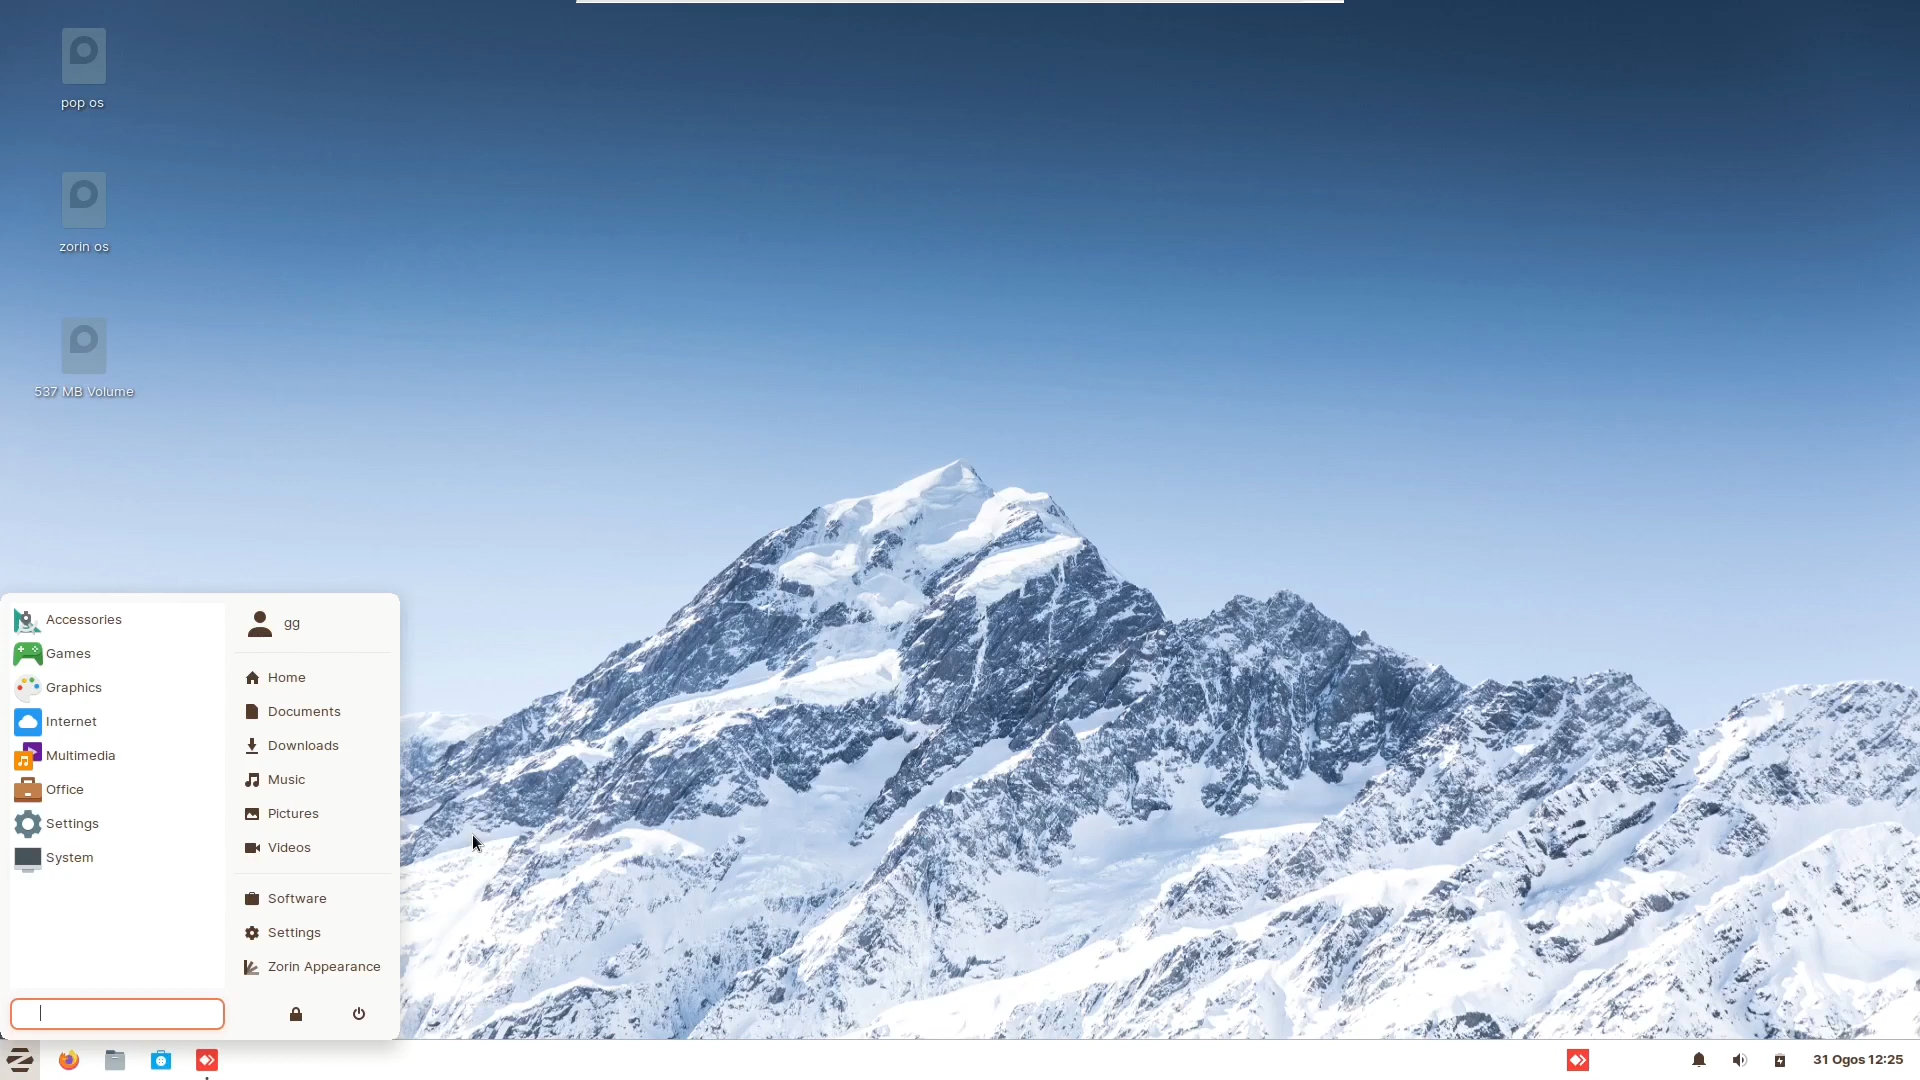 pop os
zorin os
537 MB Volume
Accessories
Games
Graphics
Internet
Multimedia
Office
Settings
System
gg
Home
Documents
Downloads
Music
Pictures
Videos
Software
Settings
Zorin Appearance
31 Ogos 12:25